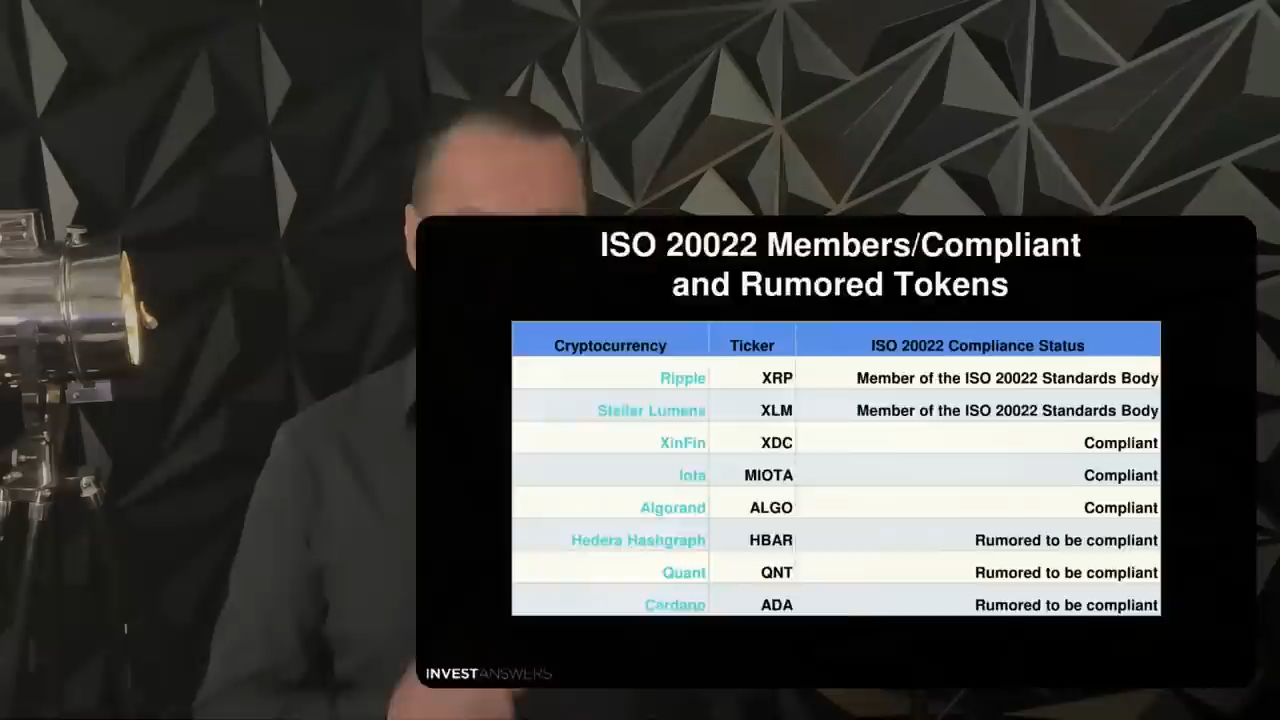 ISO 20022 Members/Compliant
and Rumored Tokens
Cryptocurrency Ticker ISO 20022 Compliance Status
Ripple XRP Member of the ISO 20022 Standards Body
Stellar Lumens XLM Member of the ISO 20022 Standards Body
XinFin XDC Compliant
Iota MIOTA Compliant
Algorand ALGO Compliant
Hedera Hashgraph HBAR Rumored to be compliant
Quant QNT Rumored to be compliant
Cardano ADA Rumored to be compliant
INVESTANSWERS